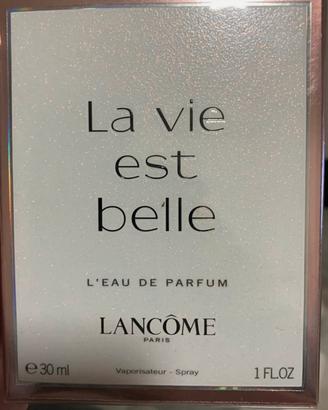 La vie
est
belle
L'EAU DE PARFUM
LANCÔME
PARIS
℮ 30 ml Vaporisateur - Spray 1 FL.OZ